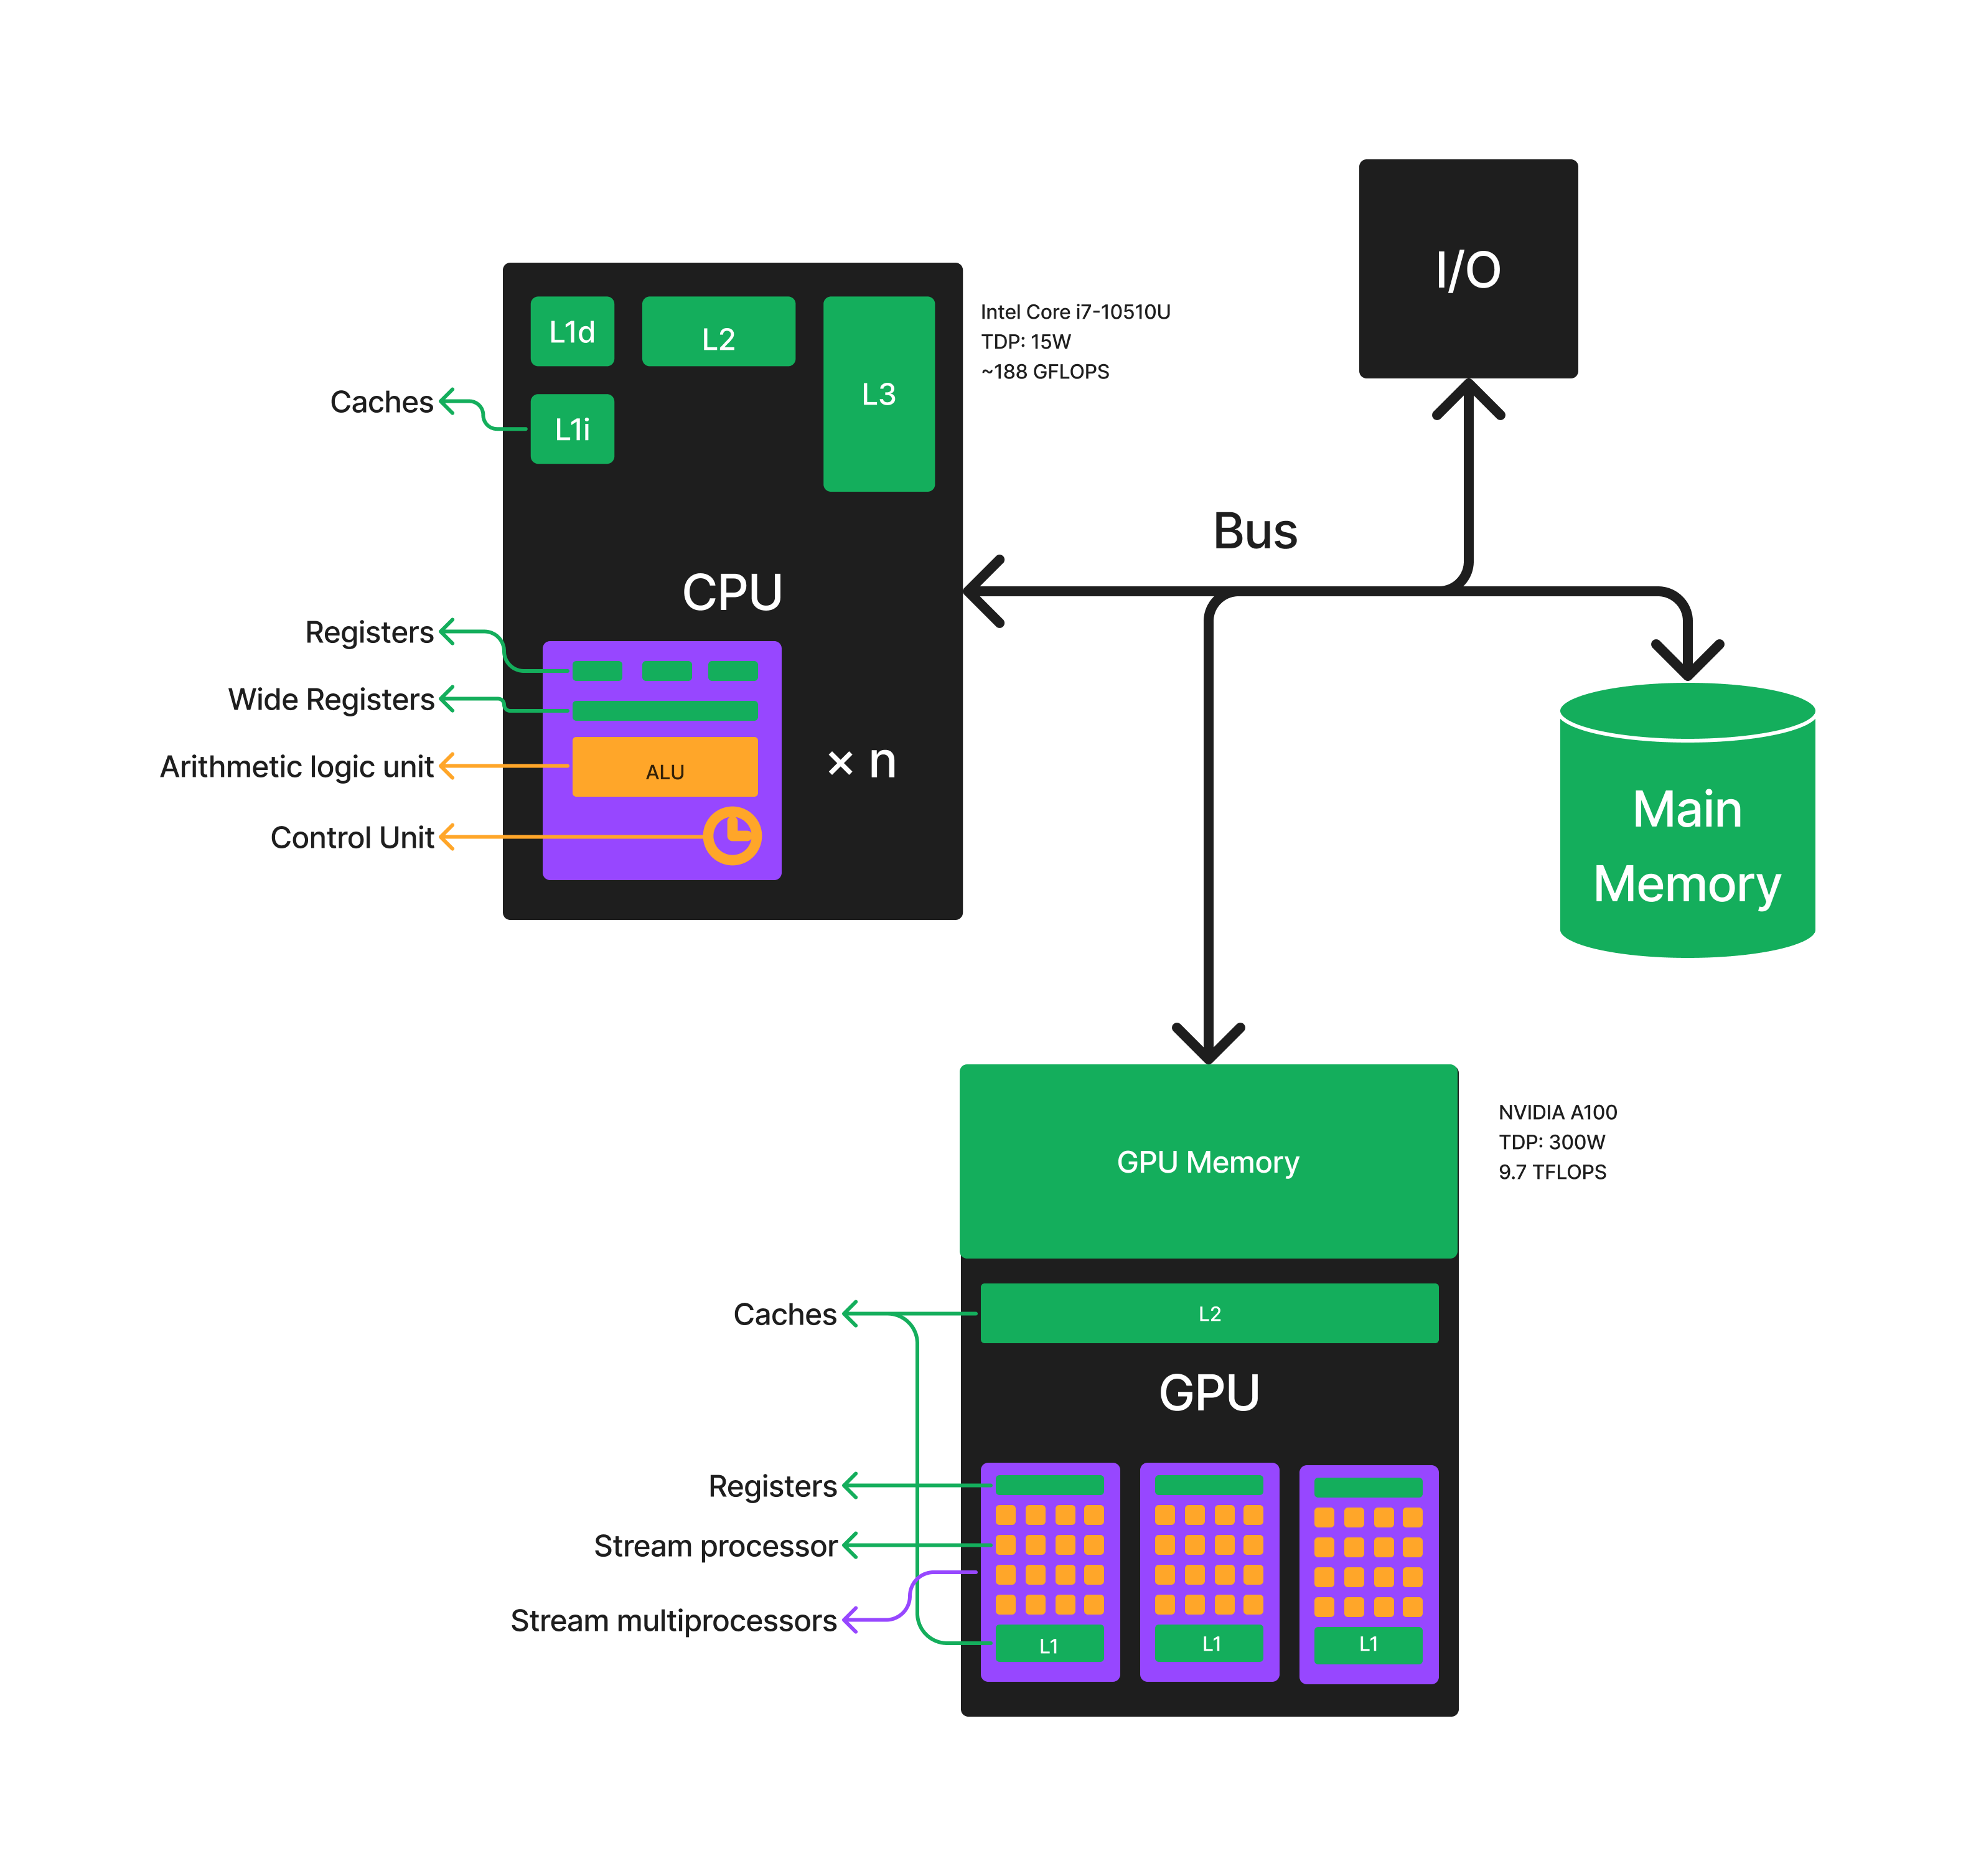 I/O
L1d
L2
L3
L1i
Intel Core i7-10510U
TDP: 15W
~188 GFLOPS
Caches
Bus
CPU
Registers
Wide Registers
Arithmetic logic unit
ALU
× n
Control Unit
Main
Memory
GPU Memory
NVIDIA A100
TDP: 300W
9.7 TFLOPS
Caches
L2
GPU
Registers
Stream processor
Stream multiprocessors
L1
L1
L1